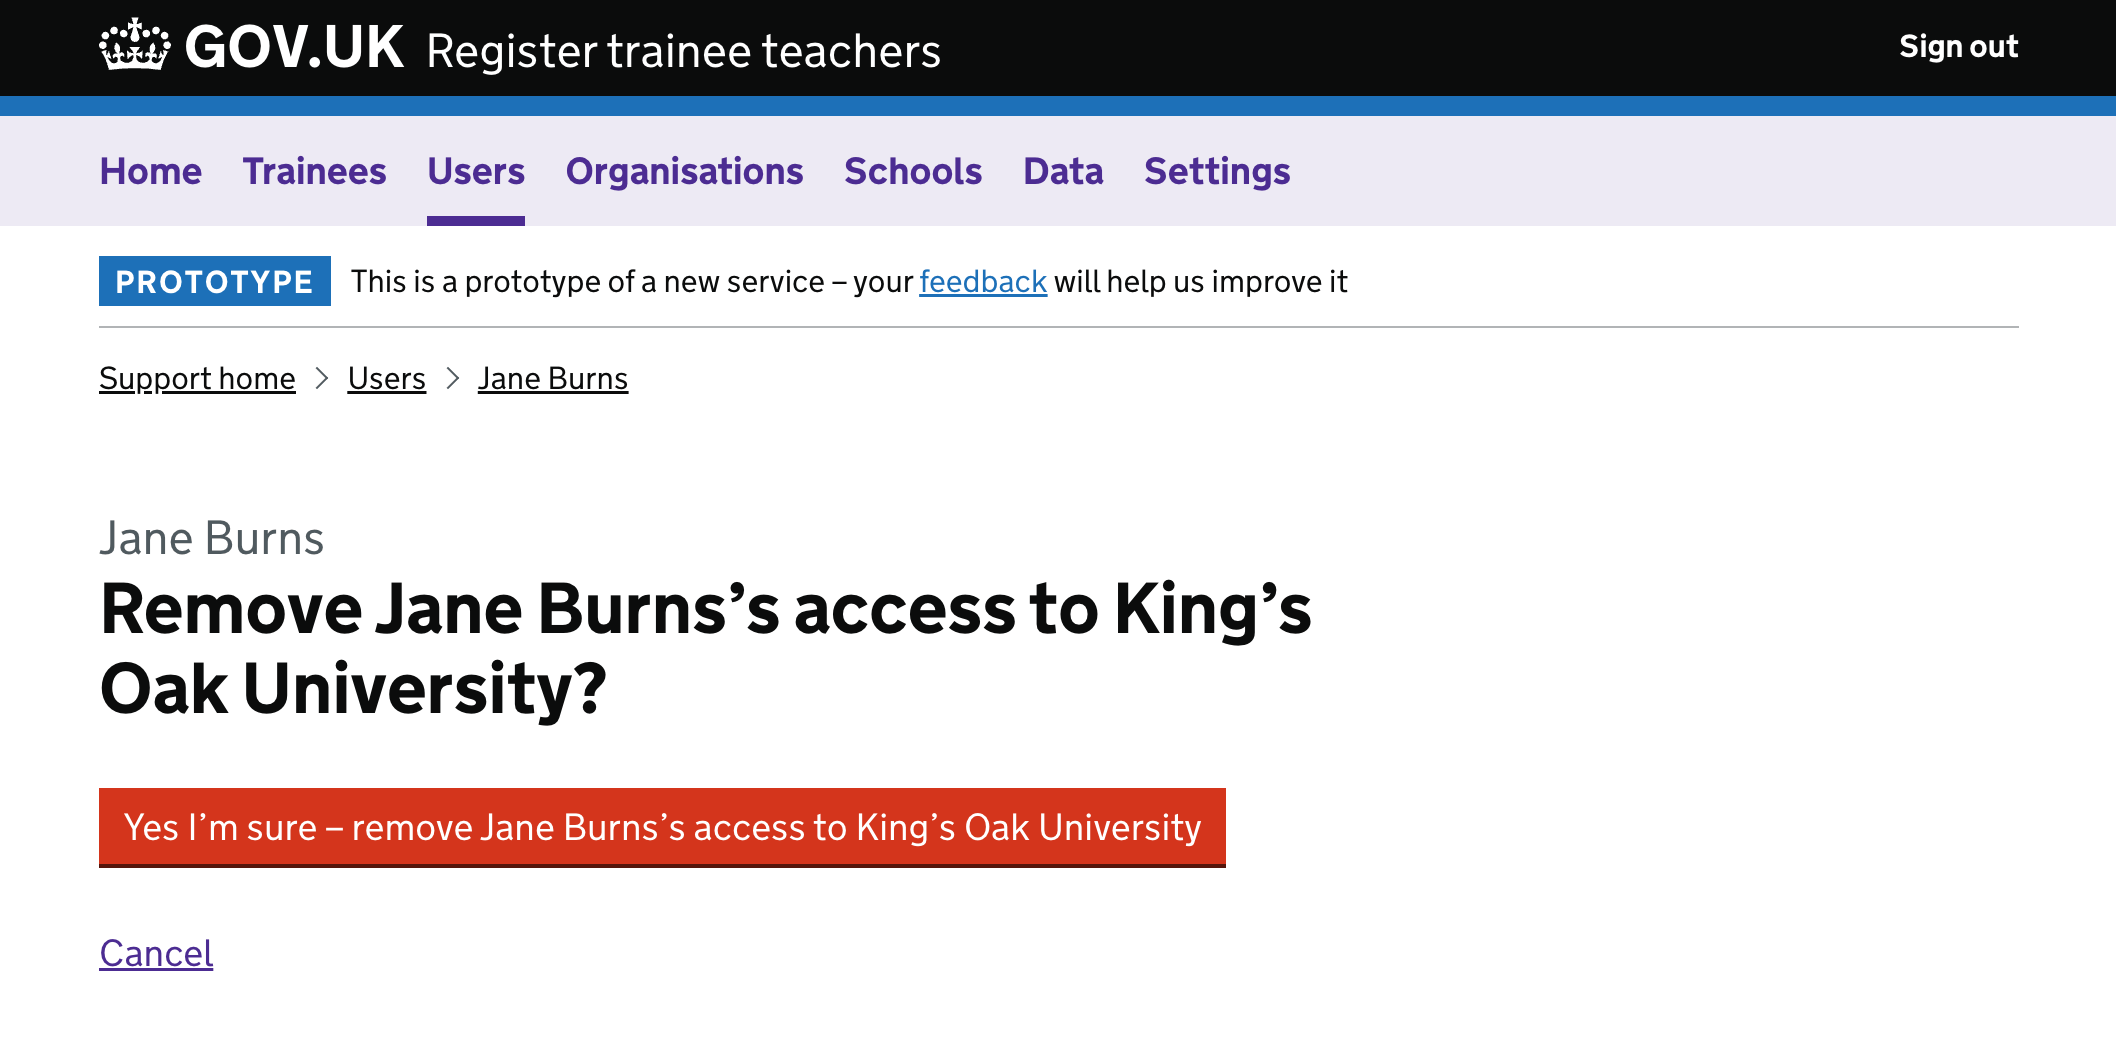 GOV.UK Register trainee teachers
Sign out
Home Trainees Users Organisations Schools Data Settings
PROTOTYPE This is a prototype of a new service – your feedback will help us improve it
Support home Users Jane Burns
Jane Burns
Remove Jane Burns’s access to King’s
Oak University?
Yes I’m sure – remove Jane Burns’s access to King’s Oak University
Cancel